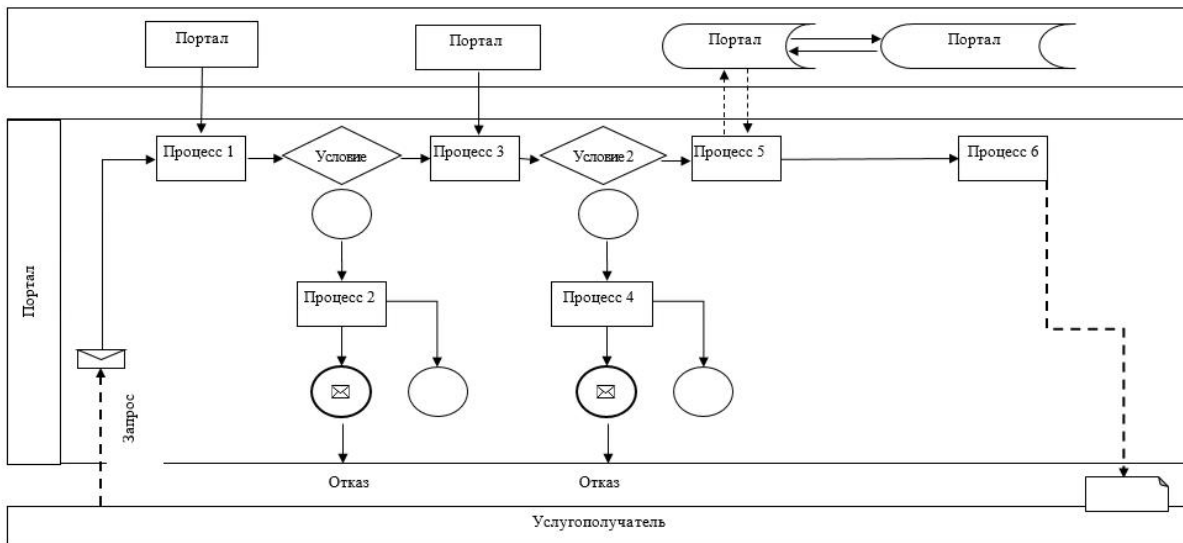 Портал
Портал
Портал
Портал
Портал
Процесс 1
Условие
Процесс 3
Условие 2
Процесс 5
Процесс 6
Процесс 2
Процесс 4
Запрос
Отказ
Отказ
Услугополучатель